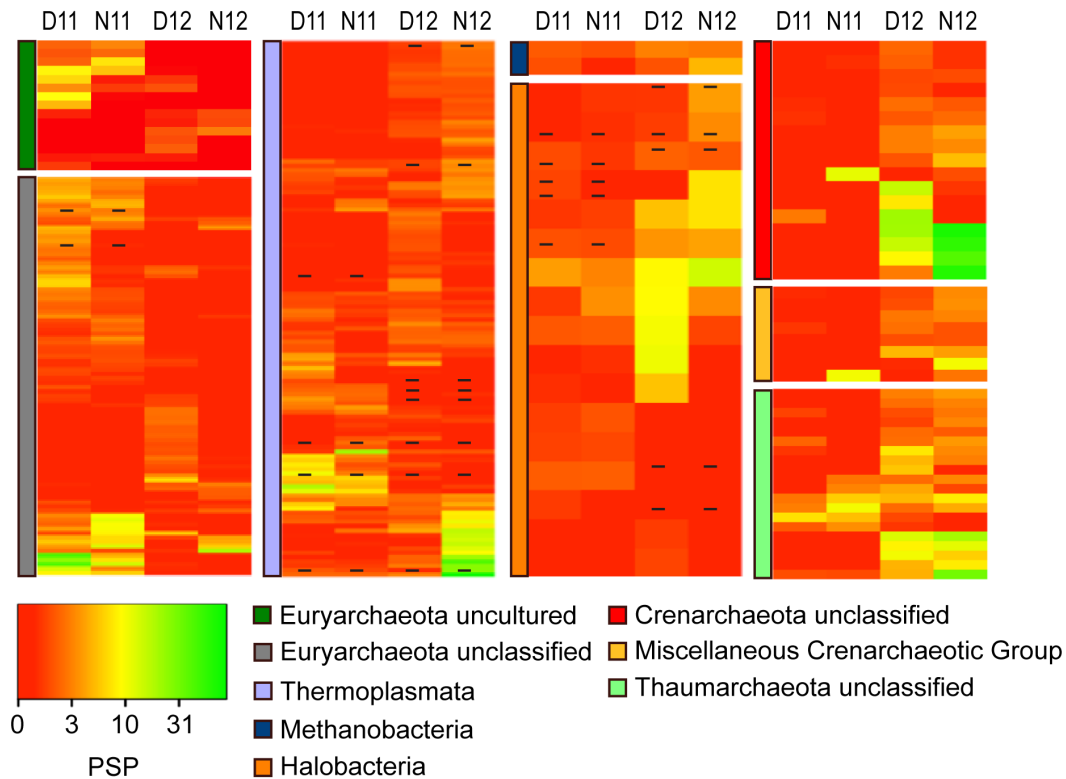 D11 N11 D12 N12 D11 N11 D12 N12 D11 N11 D12 N12 D11 N11 D12 N12
0 3 10 31
PSP
Euryarchaeota uncultured
Euryarchaeota unclassified
Thermoplasmata
Methanobacteria
Halobacteria
Crenarchaeota unclassified
Miscellaneous Crenarchaeotic Group
Thaumarchaeota unclassified